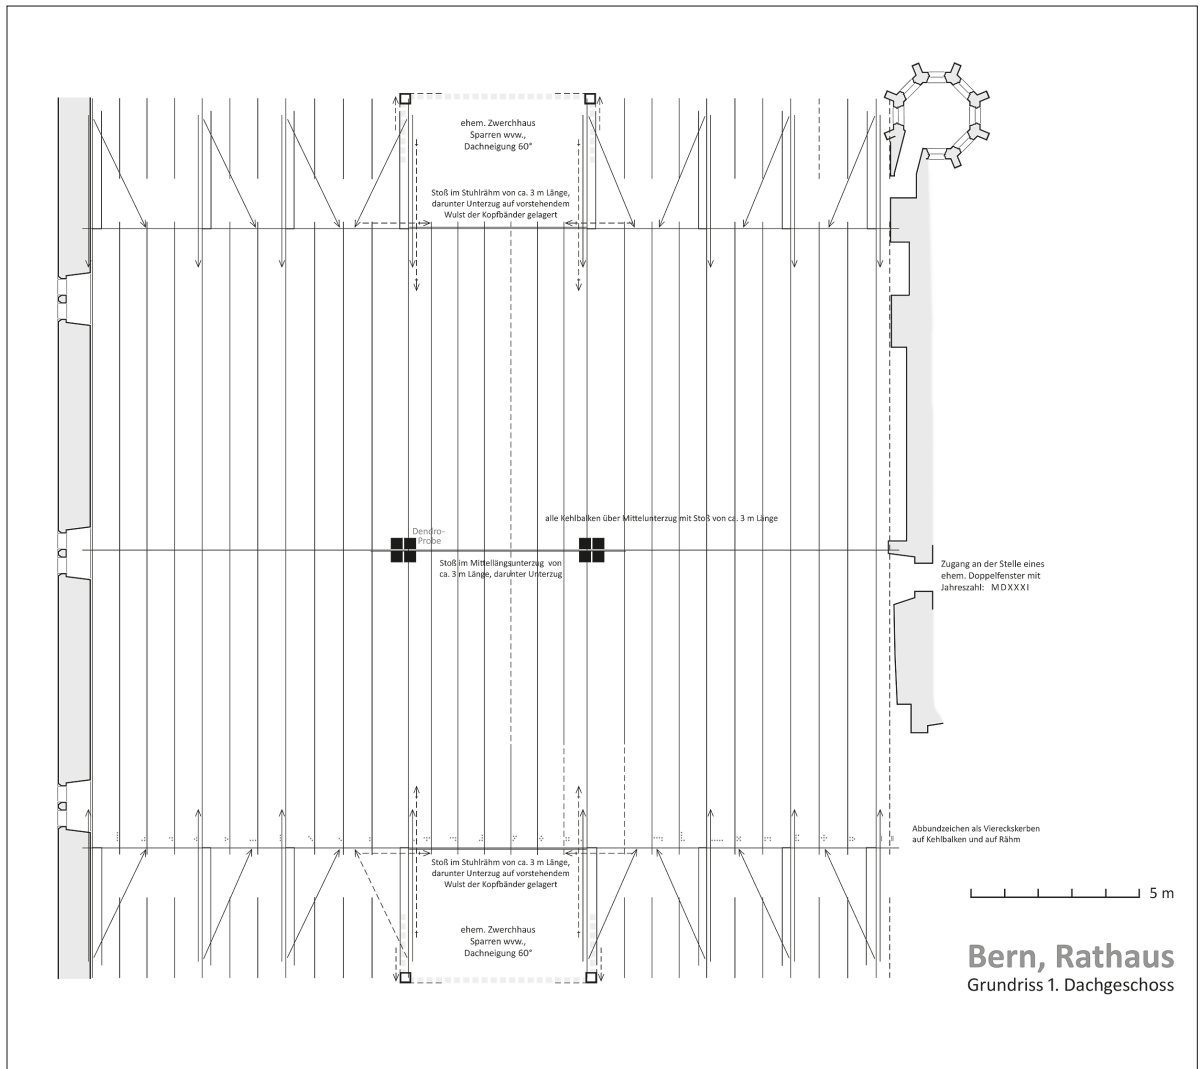 ehem. Zwerchhaus
Sparren wvw.,
Dachneigung 60°
Stoß im Stuhlrähm von ca. 3 m Länge,
darunter Unterzug auf vorstehendem
Wulst der Kopfbänder gelagert
alle Kehlbalken über Mittelunterzug mit Stoß von ca. 3 m Länge
Dendro-
Probe
Stoß im Mittellängsunterzug von
ca. 3 m Länge, darunter Unterzug
Zugang an der Stelle eines
ehem. Doppelfenster mit
Jahreszahl: MDXXXI
Abbundzeichen als Viereckskerben
auf Kehlbalken und auf Rähm
Stoß im Stuhlrähm von ca. 3 m Länge,
darunter Unterzug auf vorstehendem
Wulst der Kopfbänder gelagert
5 m
ehem. Zwerchhaus
Sparren wvw.,
Dachneigung 60°
Bern, Rathaus
Grundriss 1. Dachgeschoss